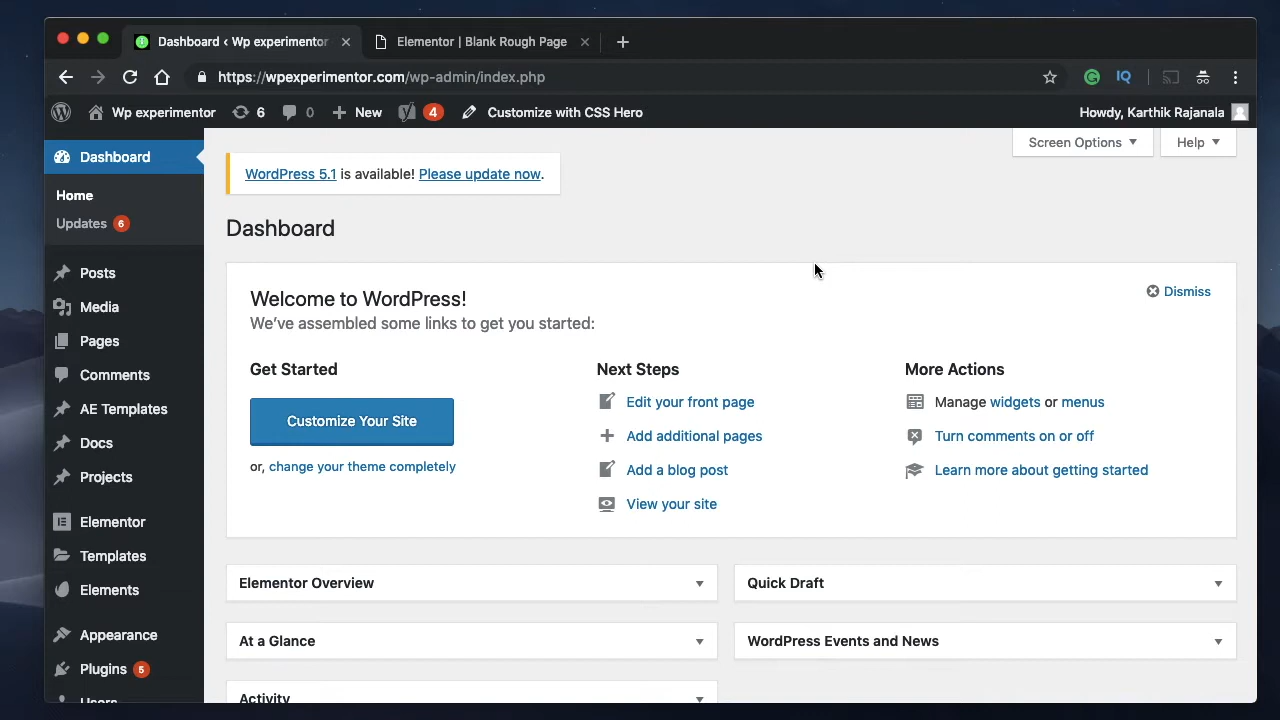 Dashboard ‹ Wp experimentor
Elementor | Blank Rough Page
https://wpexperimentor.com/wp-admin/index.php
Wp experimentor 6 0 New 4 Customize with CSS Hero Howdy, Karthik Rajanala
Screen Options Help
Dashboard
Home
Updates 6
Posts
Media
Pages
Comments
AE Templates
Docs
Projects
Elementor
Templates
Elements
Appearance
Plugins 5
Users
WordPress 5.1 is available! Please update now.
Dashboard
Welcome to WordPress!
Dismiss
We've assembled some links to get you started:
Get Started
Customize Your Site
or, change your theme completely
Next Steps
Edit your front page
Add additional pages
Add a blog post
View your site
More Actions
Manage widgets or menus
Turn comments on or off
Learn more about getting started
Elementor Overview
Quick Draft
At a Glance
WordPress Events and News
Activity